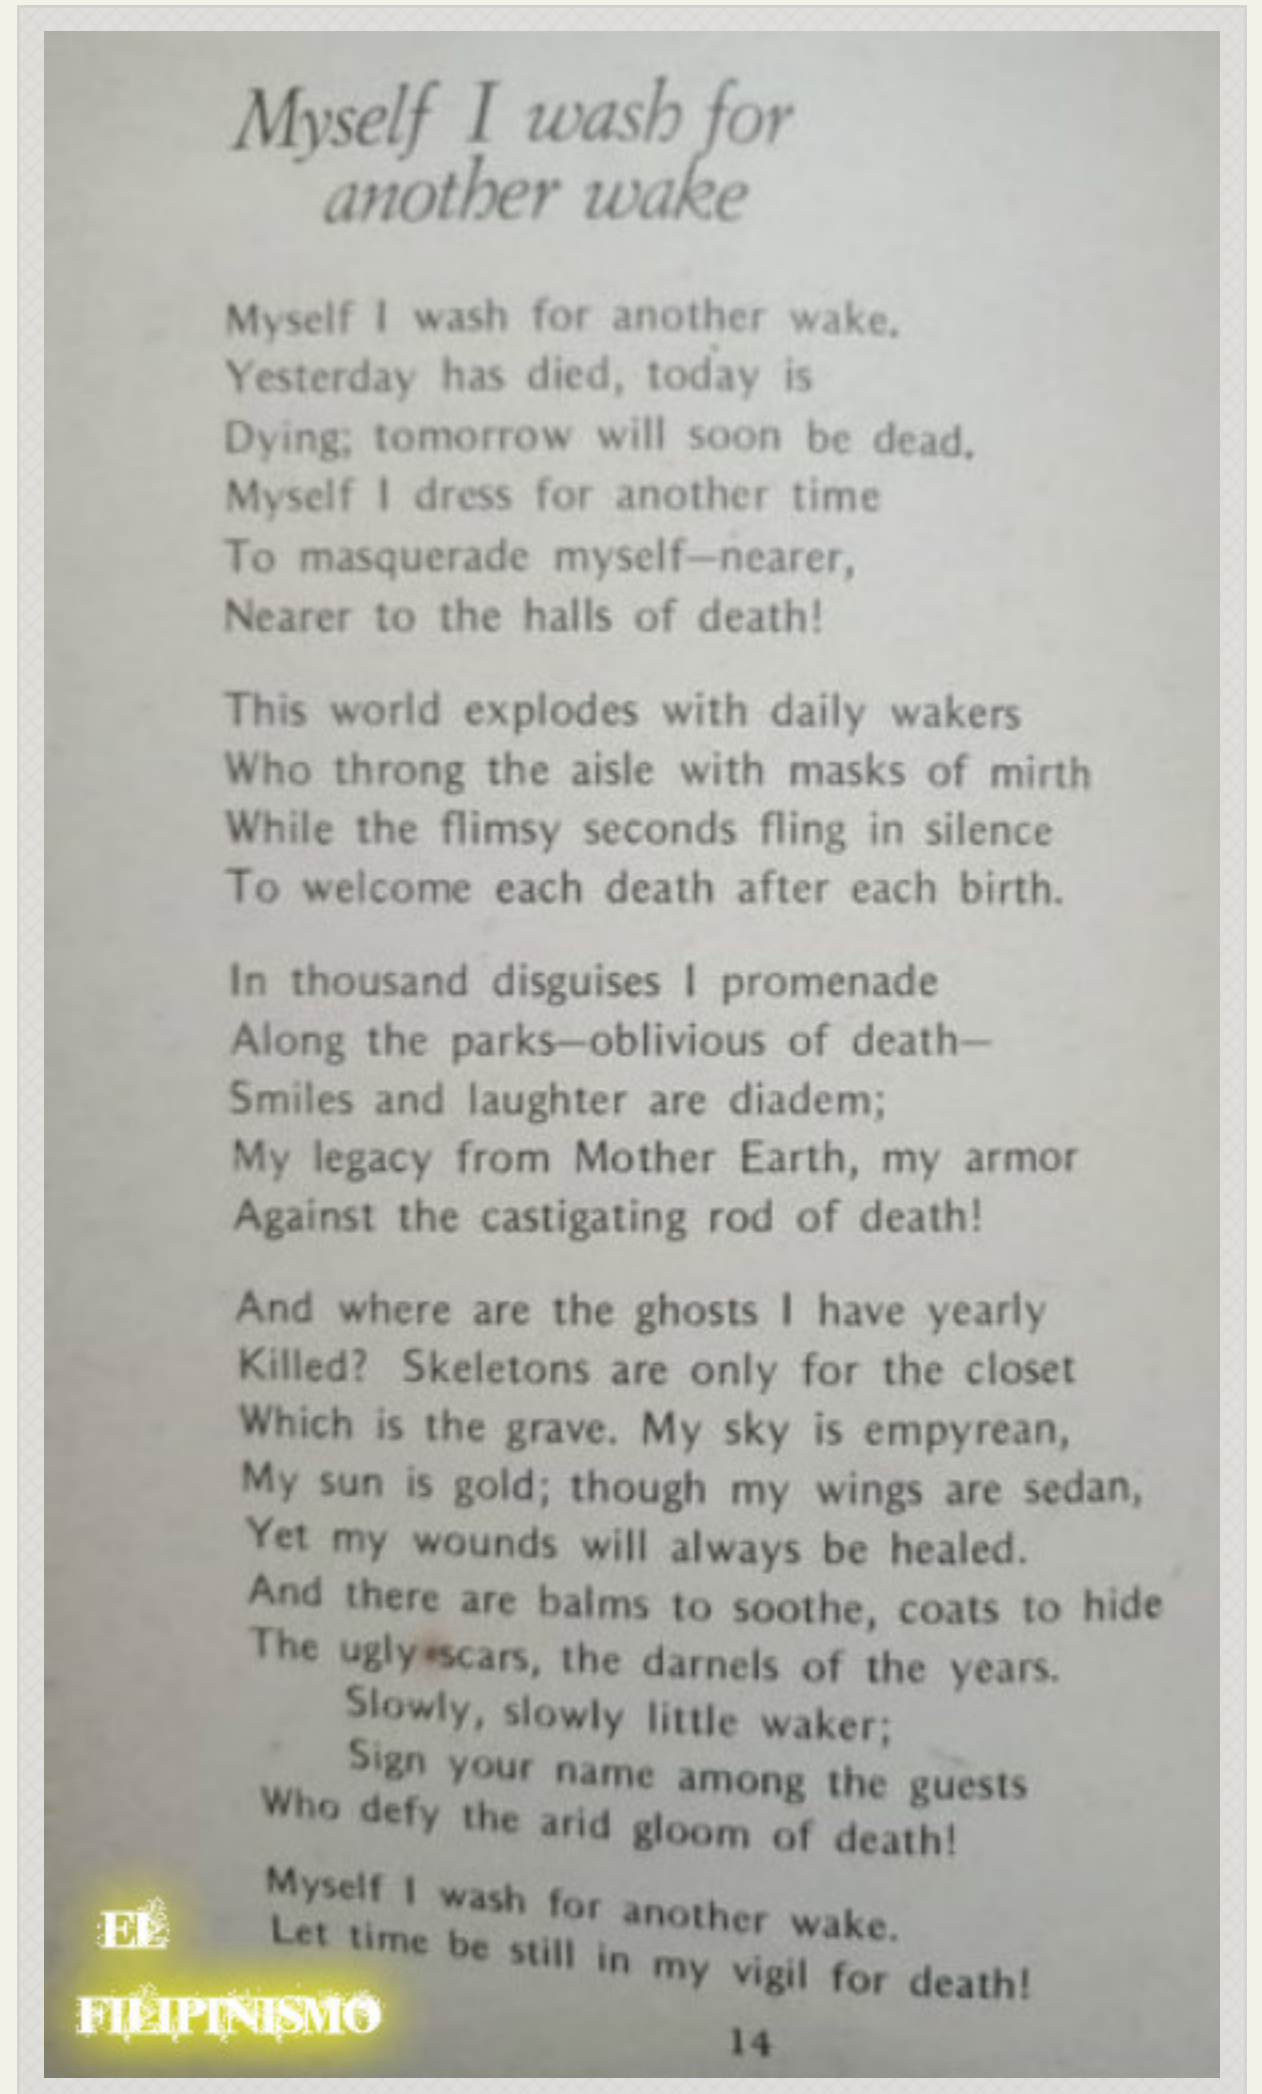 Myself I wash for
another wake
Myself I wash for another wake.
Yesterday has died, today is
Dying; tomorrow will soon be dead.
Myself I dress for another time
To masquerade myself—nearer,
Nearer to the halls of death!
This world explodes with daily wakers
Who throng the aisle with masks of mirth
While the flimsy seconds fling in silence
To welcome each death after each birth.
In thousand disguises I promenade
Along the parks—oblivious of death—
Smiles and laughter are diadem;
My legacy from Mother Earth, my armor
Against the castigating rod of death!
And where are the ghosts I have yearly
Killed? Skeletons are only for the closet
Which is the grave. My sky is empyrean,
My sun is gold; though my wings are sedan,
Yet my wounds will always be healed.
And there are balms to soothe, coats to hide
The ugly scars, the darnels of the years.
Slowly, slowly little waker;
Sign your name among the guests
Who defy the arid gloom of death!
Myself I wash for another wake.
Let time be still in my vigil for death!
14
EL
FILIPINISMO